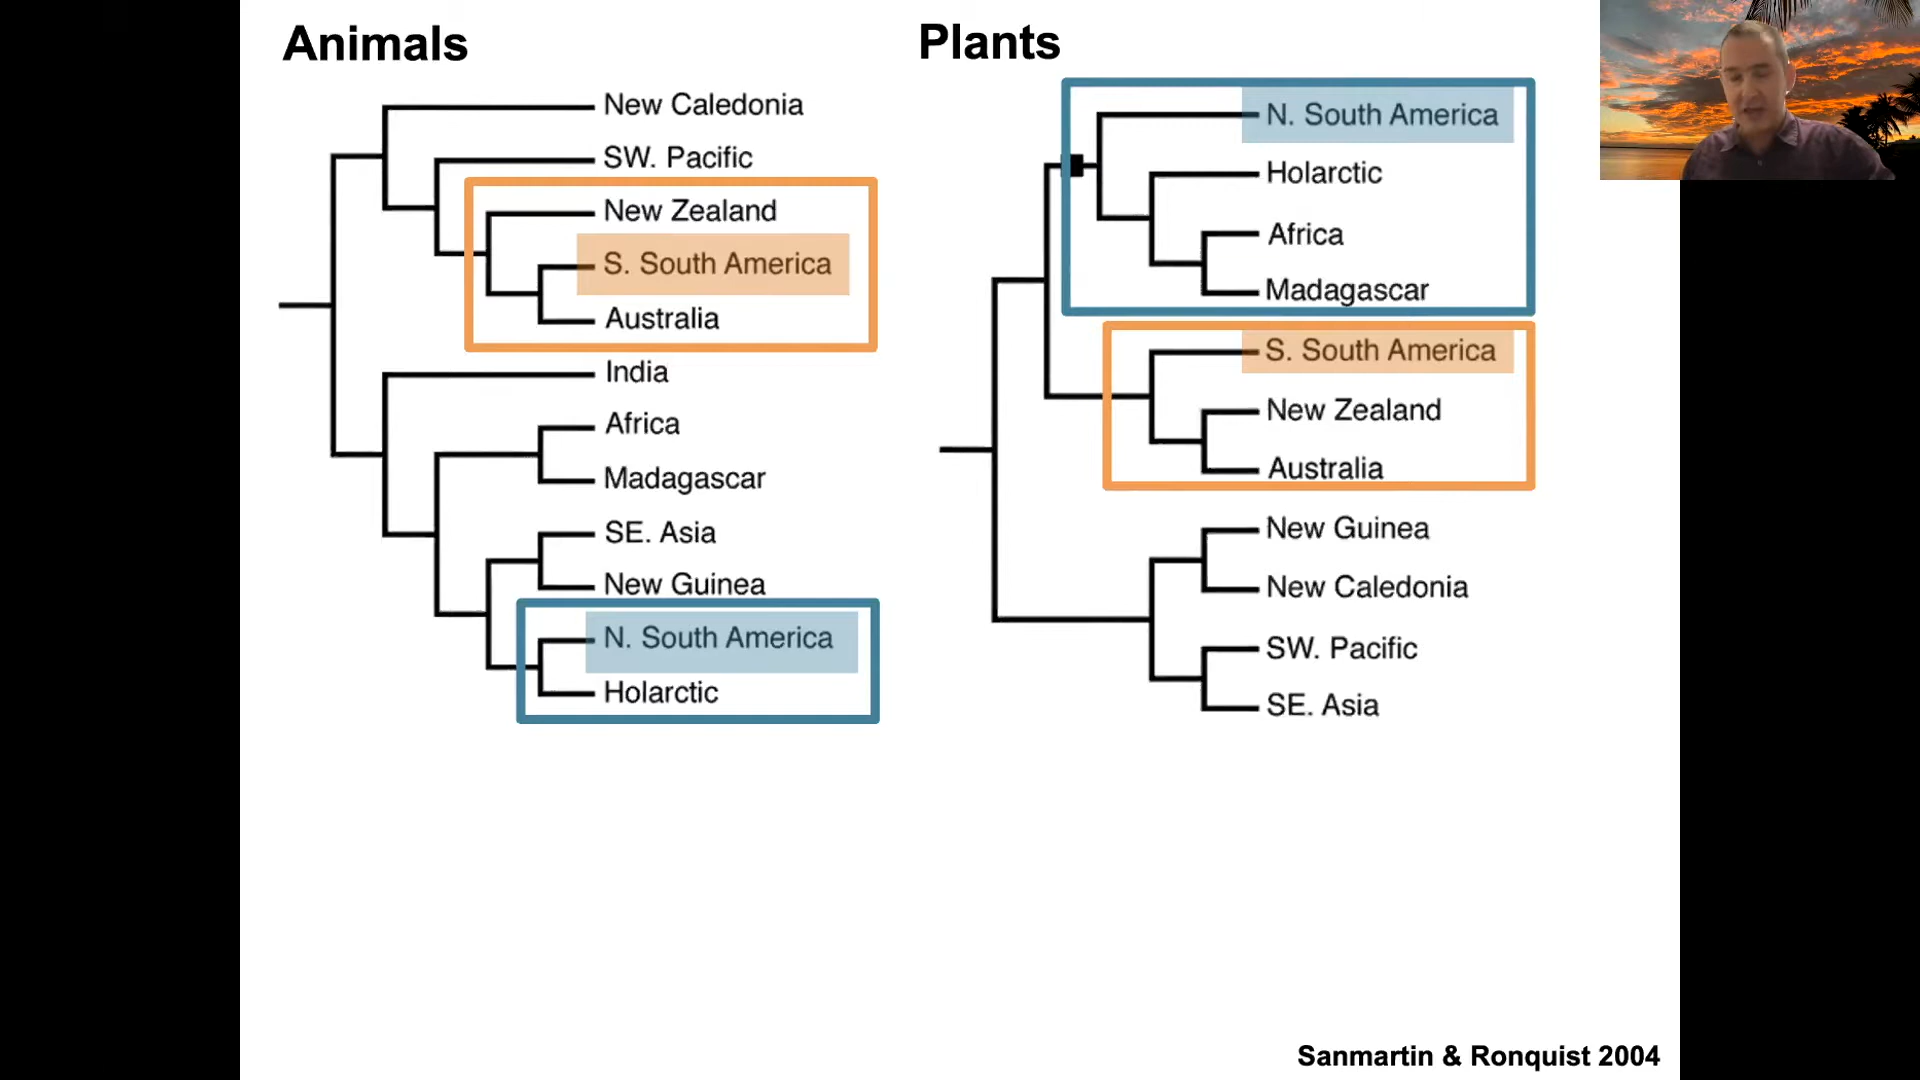 Animals
New Caledonia
SW. Pacific
New Zealand
S. South America
Australia
India
Africa
Madagascar
SE. Asia
New Guinea
N. South America
Holarctic
Plants
N. South America
Holarctic
Africa
Madagascar
S. South America
New Zealand
Australia
New Guinea
New Caledonia
SW. Pacific
SE. Asia
Sanmartin & Ronquist 2004